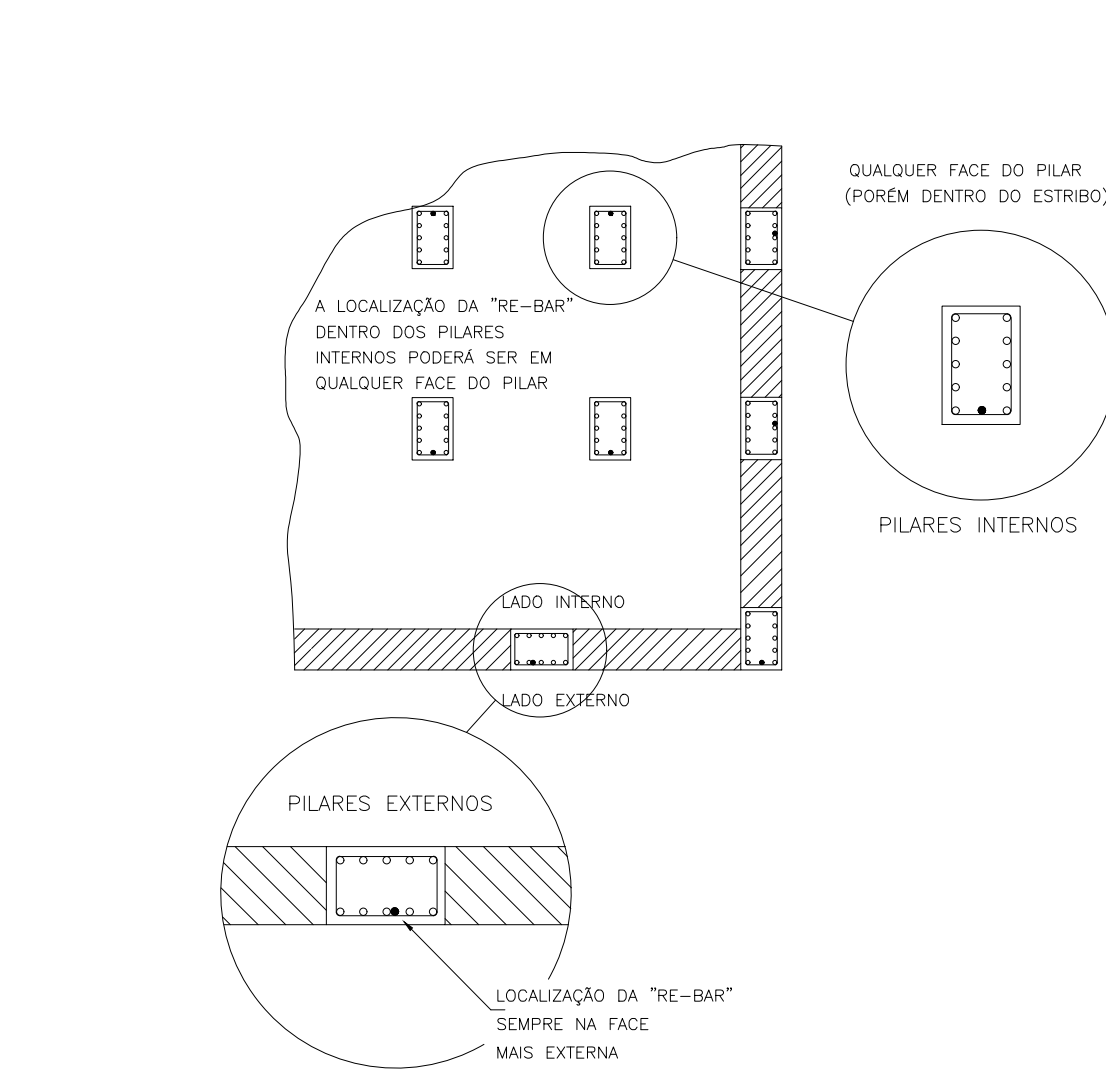 QUALQUER FACE DO PILAR
(PORÉM DENTRO DO ESTRIBO)
A LOCALIZAÇÃO DA "RE-BAR"
DENTRO DOS PILARES
INTERNOS PODERÁ SER EM
QUALQUER FACE DO PILAR
PILARES INTERNOS
LADO INTERNO
LADO EXTERNO
PILARES EXTERNOS
LOCALIZAÇÃO DA "RE-BAR"
SEMPRE NA FACE
MAIS EXTERNA